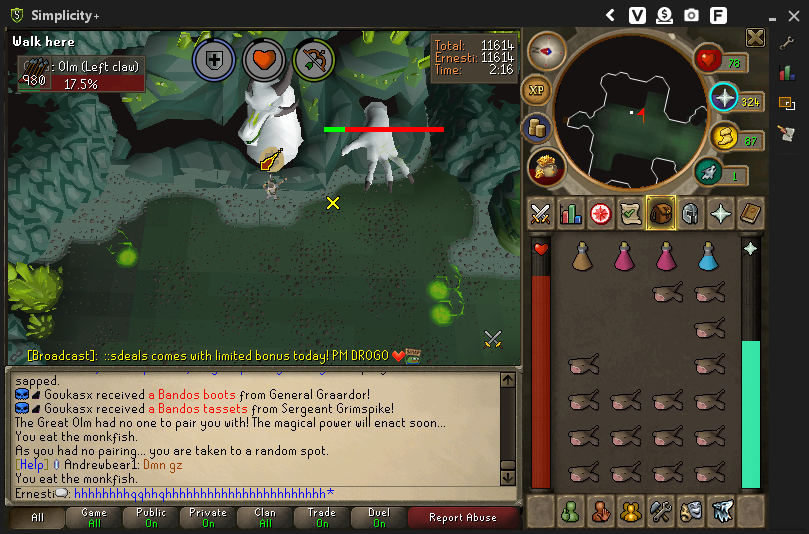 Simplicity+
Walk here
: Olm (Left claw)
980
17.5%
Total: 11614
Ernesti: 11614
Time: 2:16
XP
78
324
87
1
[Broadcast]: ::sdeals comes with limited bonus today! PM DROGO
sapped.
Goukasx received a Bandos boots from General Graardor!
Goukasx received a Bandos tassets from Sergeant Grimspike!
The Great Olm had no one to pair you with! The magical power will enact soon...
You eat the monkfish.
As you had no pairing... you are taken to a random spot.
[Help] Andrewbear1: Dmn gz
You eat the monkfish.
All
Game
All
Public
On
Private
On
Clan
All
Trade
On
Duel
On
Report Abuse